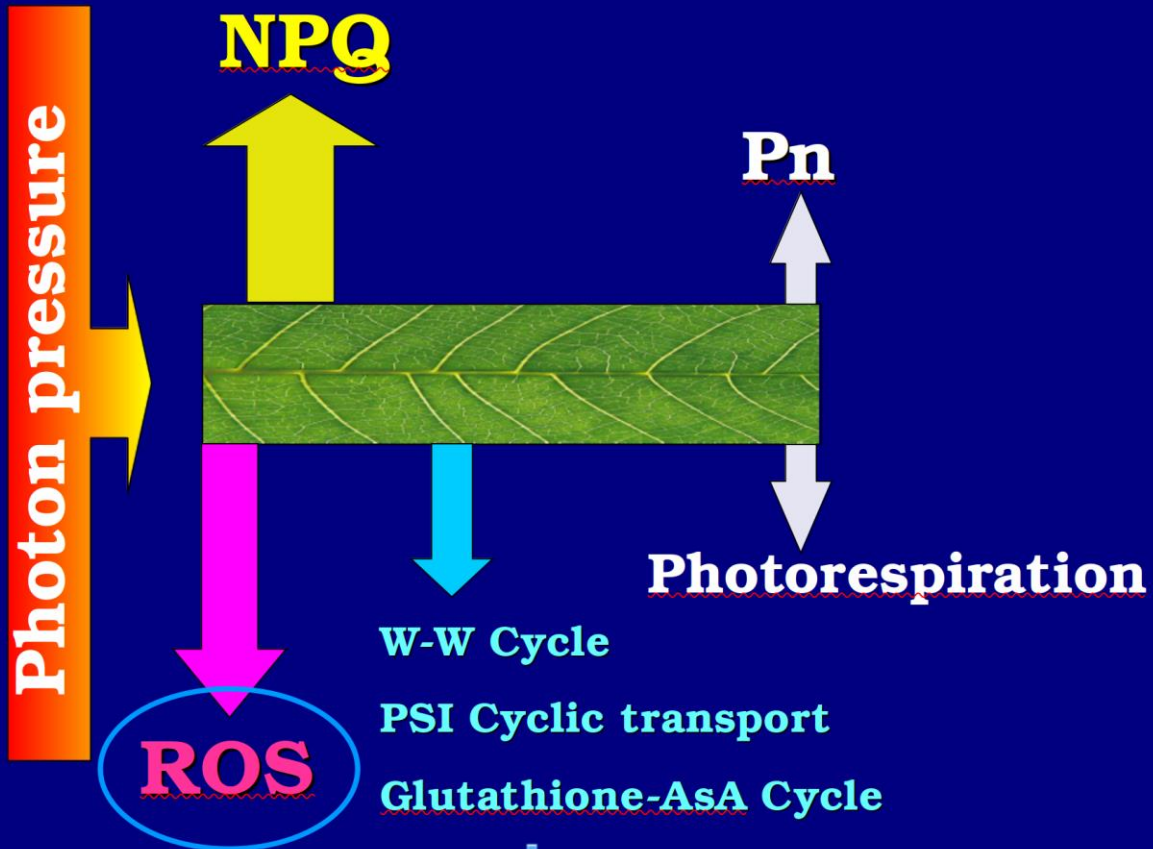 Photon pressure
NPQ
Pn
Photorespiration
W-W Cycle
PSI Cyclic transport
ROS
Glutathione-AsA Cycle